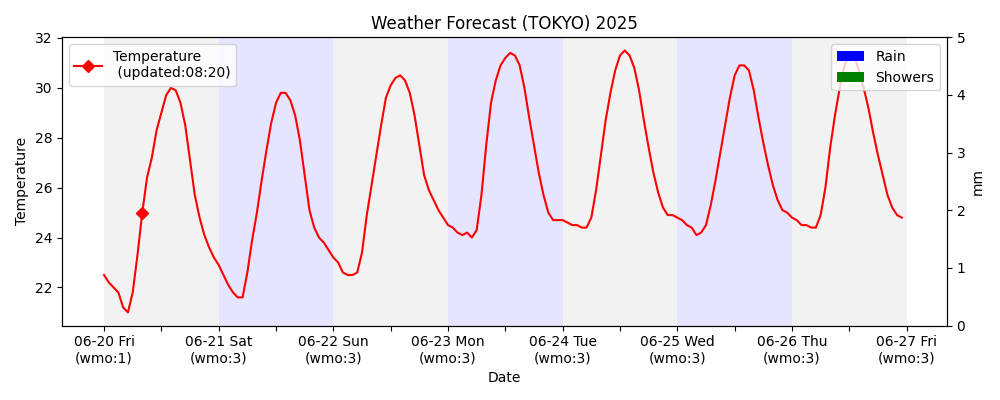 Weather Forecast (TOKYO) 2025
Temperature
(updated:08:20)
Rain
Showers
32
30
28
26
24
22
Temperature
5
4
3
2
1
0
mm
06-20 Fri
(wmo:1)
06-21 Sat
(wmo:3)
06-22 Sun
(wmo:3)
06-23 Mon
(wmo:3)
06-24 Tue
(wmo:3)
06-25 Wed
(wmo:3)
06-26 Thu
(wmo:3)
06-27 Fri
(wmo:3)
Date